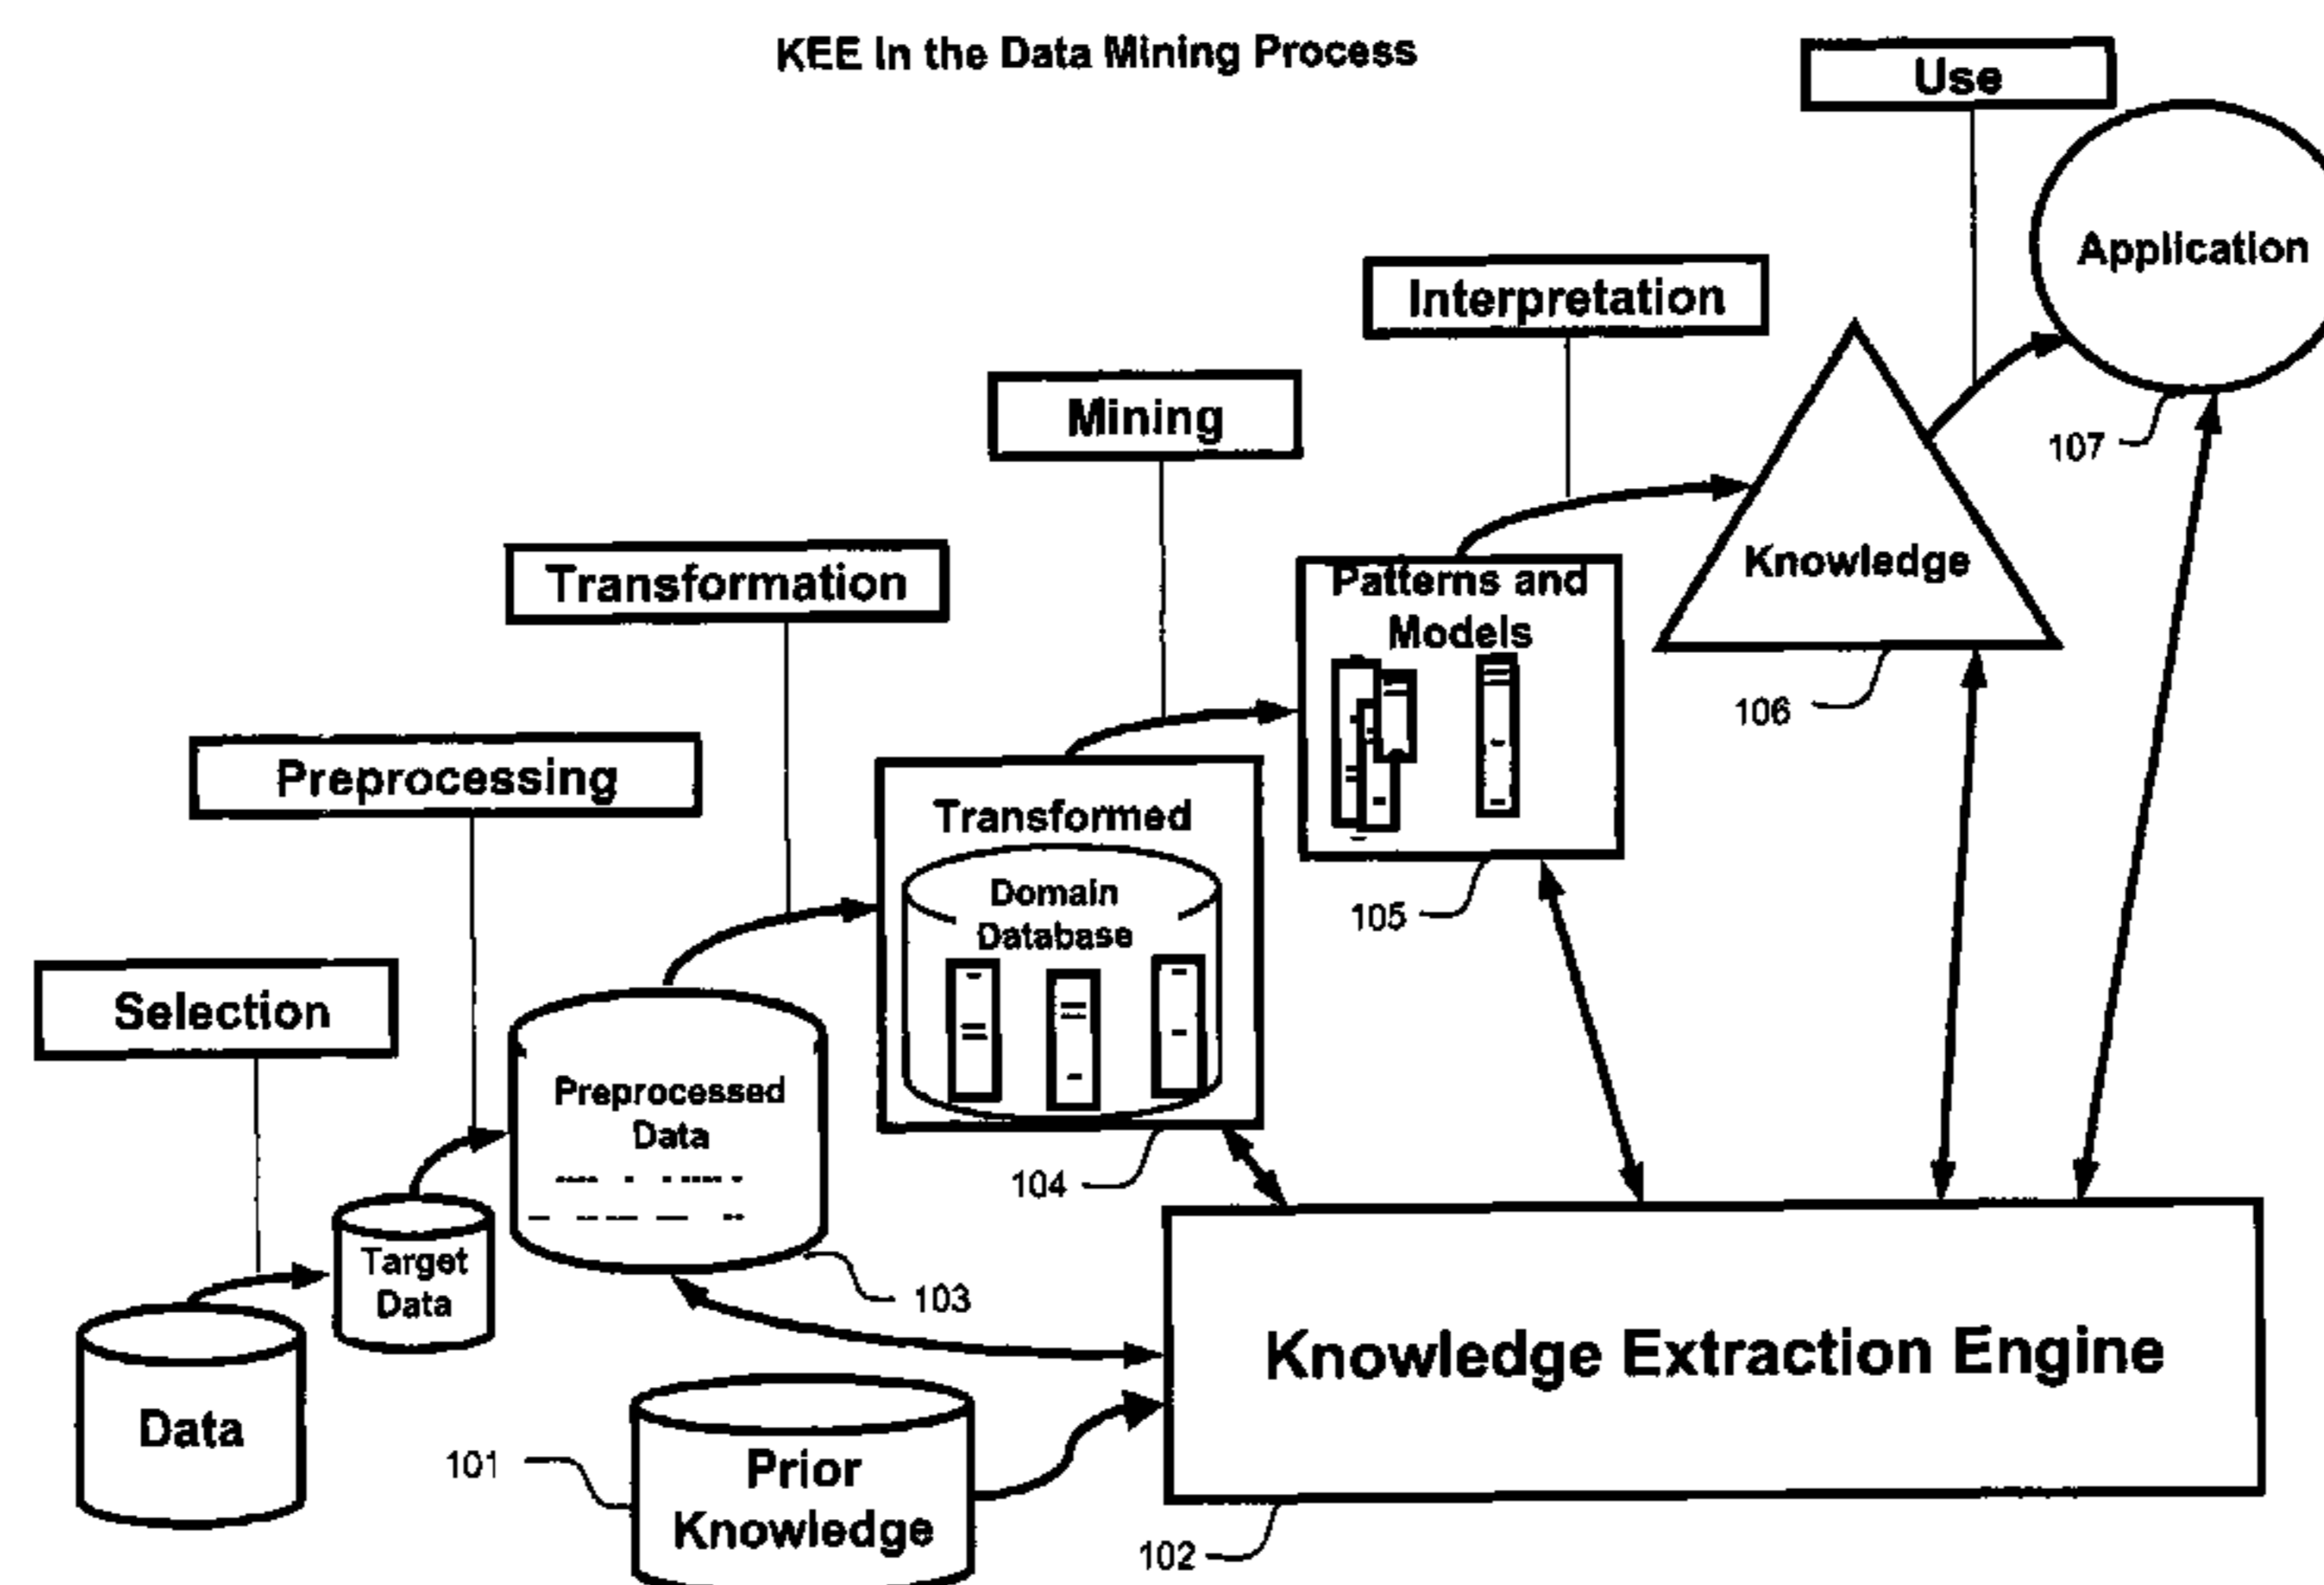 KEE In the Data Mining Process
Use
Application
107
Interpretation
Knowledge
106
Mining
Patterns and
Models
105
Transformation
Transformed
Domain
Database
104
Preprocessing
Preprocessed
Data
103
Selection
Target
Data
Data
101
Prior
Knowledge
Knowledge Extraction Engine
102